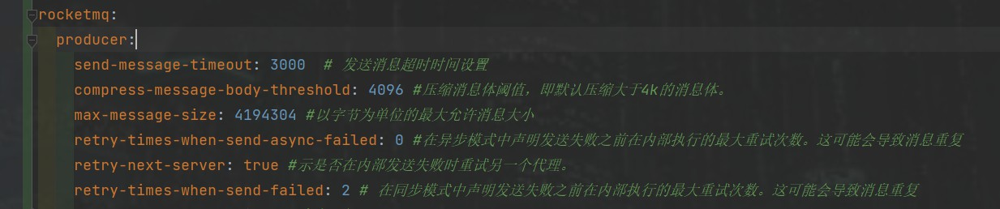 rocketmq:
producer:
send-message-timeout: 3000 # 发送消息超时时间设置
compress-message-body-threshold: 4096 #压缩消息体阈值，即默认压缩大于4k的消息体。
max-message-size: 4194304 #以字节为单位的最大允许消息大小
retry-times-when-send-async-failed: 0 #在异步模式中声明发送失败之前在内部执行的最大重试次数。这可能会导致消息重复
retry-next-server: true #示是否在内部发送失败时重试另一个代理。
retry-times-when-send-failed: 2 # 在同步模式中声明发送失败之前在内部执行的最大重试次数。这可能会导致消息重复